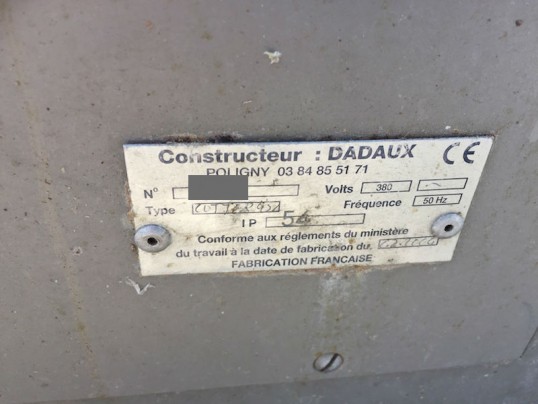 Constructeur : DADAUX CE
POLIGNY 03 84 85 51 71
N° Volts 380
Type Fréquence 50 Hz
IP 54
Conforme aux réglements du ministère
du travail à la date de fabrication du
FABRICATION FRANCAISE